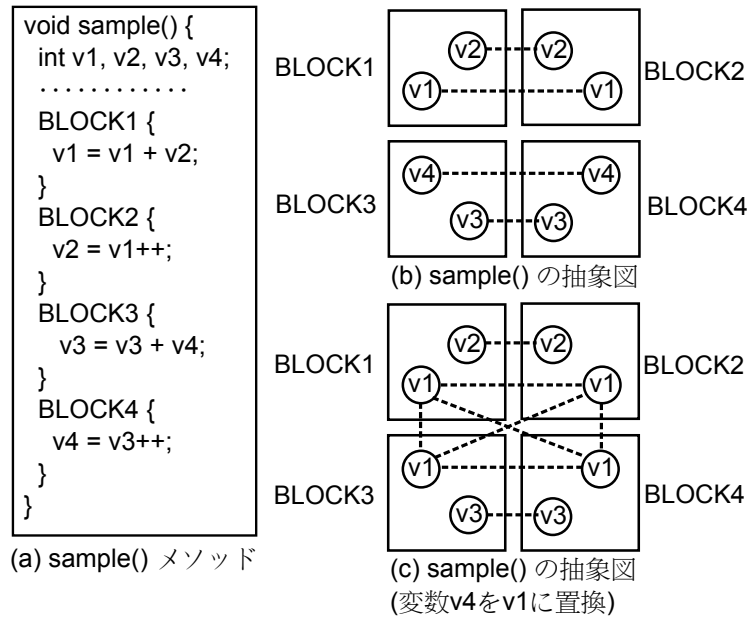 void sample() {
int v1, v2, v3, v4;
............
BLOCK1 {
v1 = v1 + v2;
}
BLOCK2 {
v2 = v1++;
}
BLOCK3 {
v3 = v3 + v4;
}
BLOCK4 {
v4 = v3++;
}
}
(a) sample() メソッド
BLOCK1
v2
v2
v1
v1
BLOCK2
BLOCK3
v4
v4
v3
v3
BLOCK4
(b) sample() の抽象図
BLOCK1
v2
v2
v1
v1
BLOCK2
BLOCK3
v1
v1
v3
v3
BLOCK4
(c) sample() の抽象図
(変数v4をv1に置換)